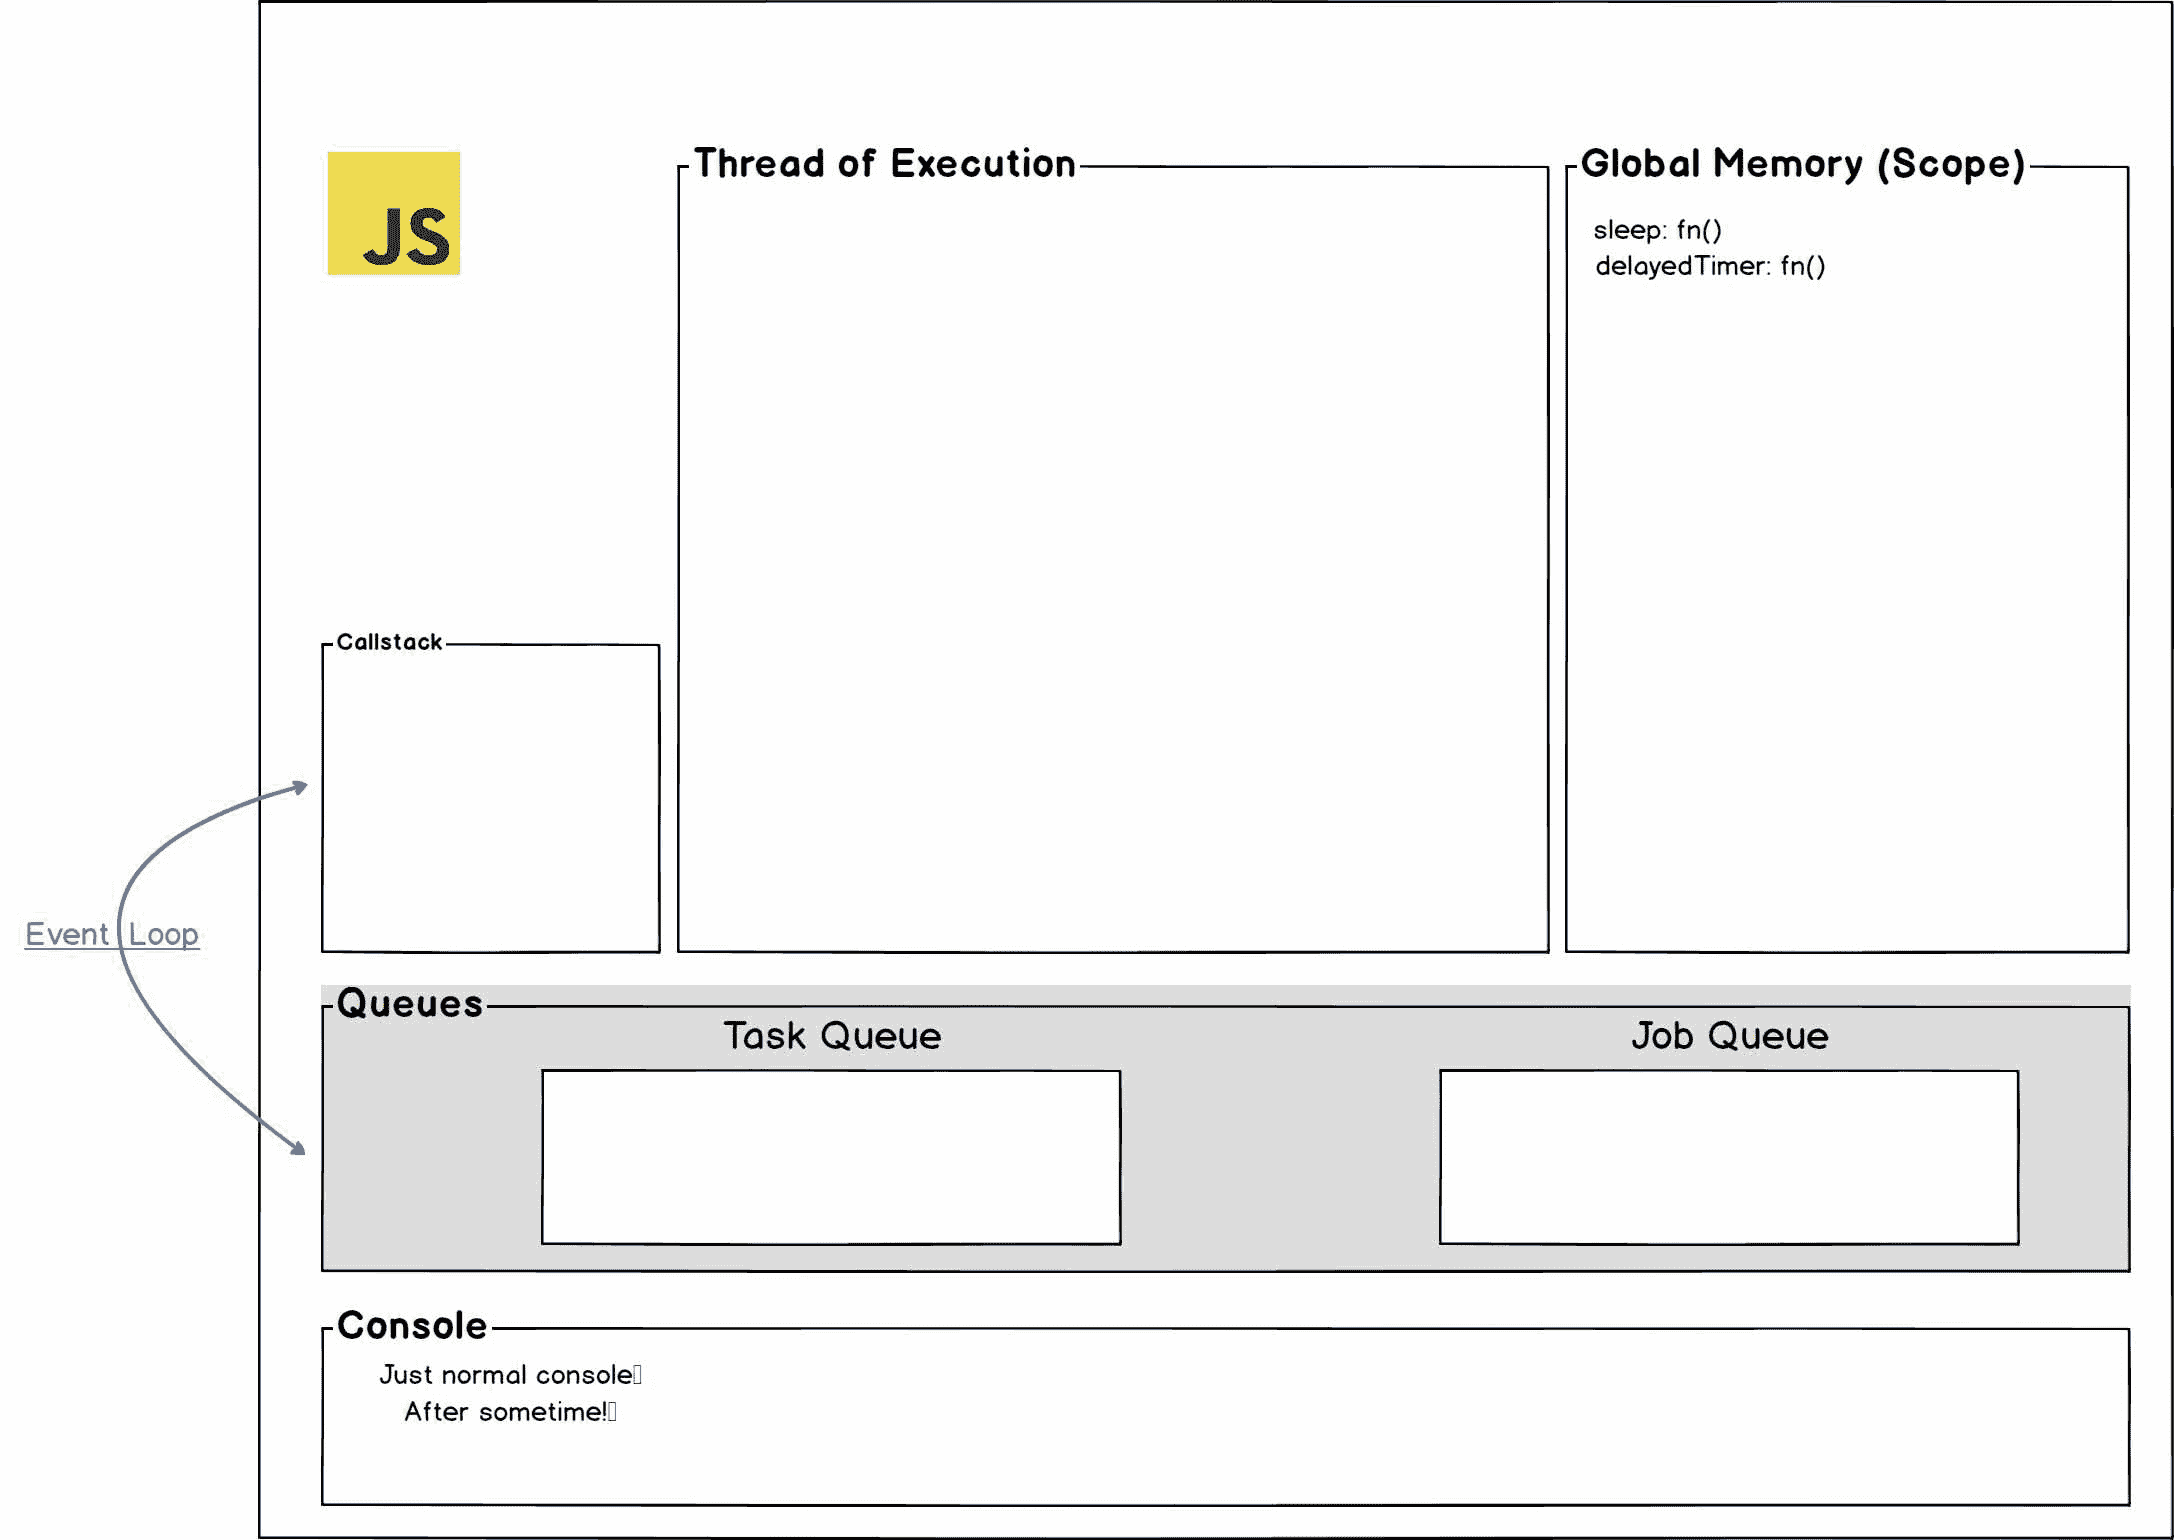 JS
Thread of Execution
Global Memory (Scope)
sleep: fn()
delayedTimer: fn()
Callstack
Event Loop
Queues
Task Queue
Job Queue
Console
Just normal console
After sometime!